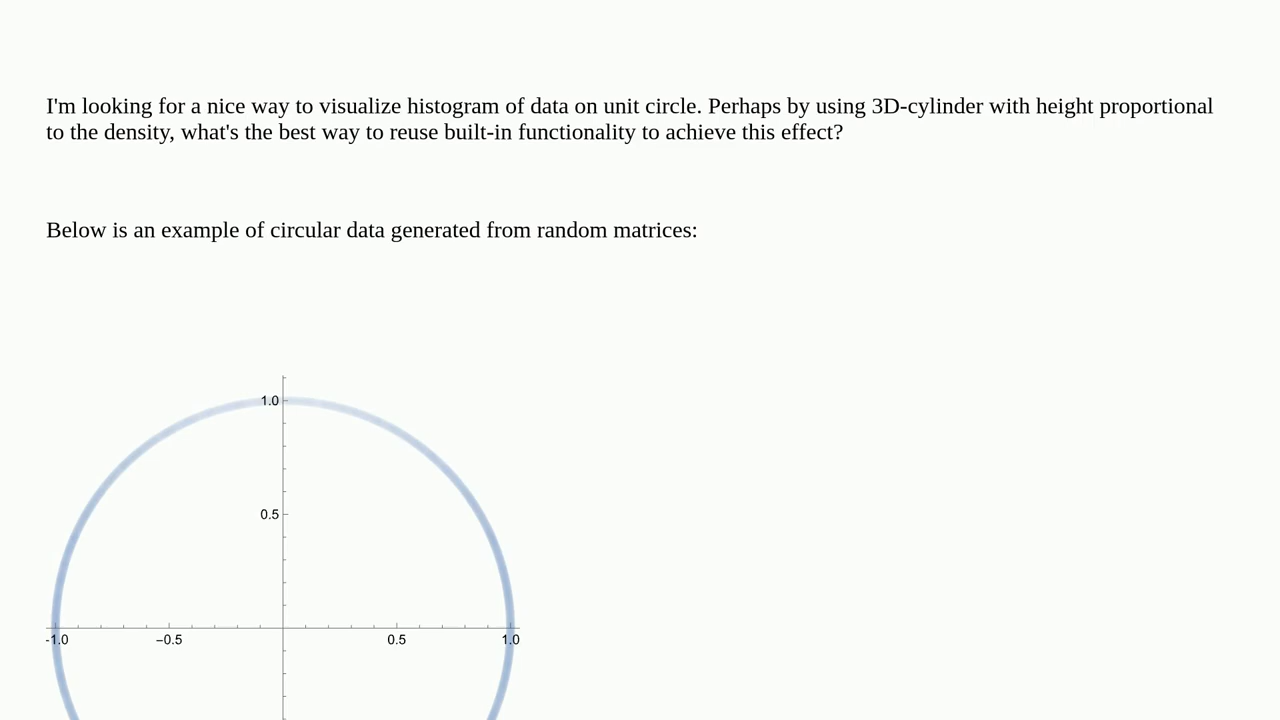 I'm looking for a nice way to visualize histogram of data on unit circle. Perhaps by using 3D-cylinder with height proportional
to the density, what's the best way to reuse built-in functionality to achieve this effect?
Below is an example of circular data generated from random matrices:
1.0
0.5
-1.0 −0.5 0.5 1.0